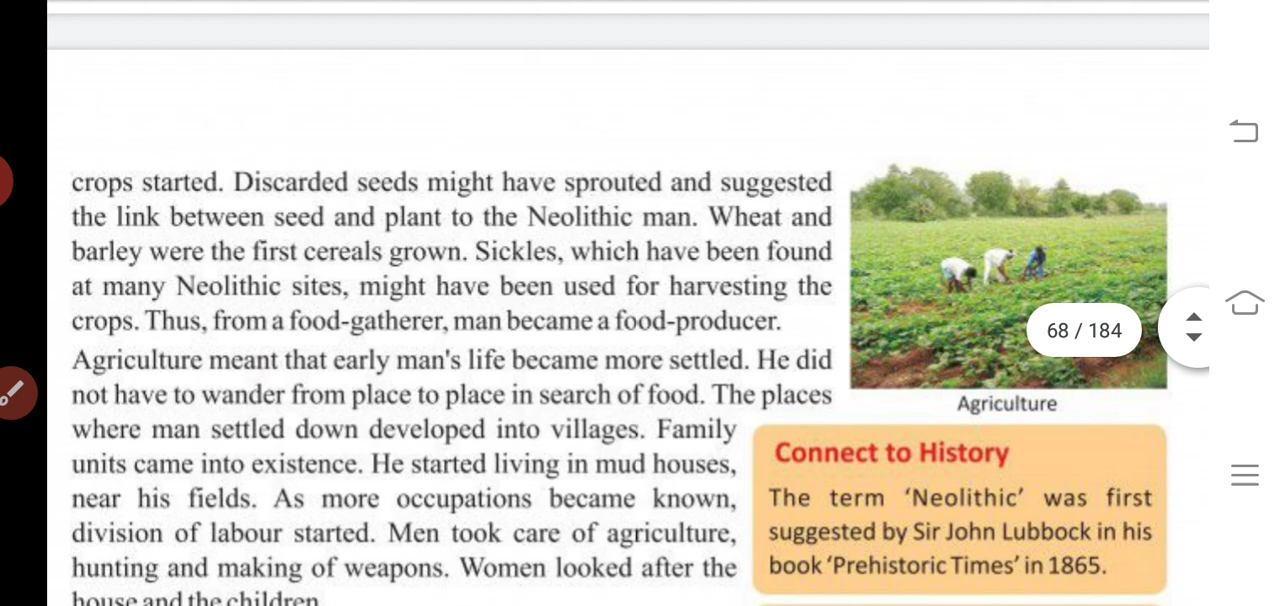 crops started. Discarded seeds might have sprouted and suggested
the link between seed and plant to the Neolithic man. Wheat and
barley were the first cereals grown. Sickles, which have been found
at many Neolithic sites, might have been used for harvesting the
crops. Thus, from a food-gatherer, man became a food-producer.
Agriculture meant that early man's life became more settled. He did
not have to wander from place to place in search of food. The places
where man settled down developed into villages. Family
units came into existence. He started living in mud houses,
near his fields. As more occupations became known,
division of labour started. Men took care of agriculture,
hunting and making of weapons. Women looked after the
house and the children
68 / 184
Agriculture
Connect to History
The term ‘Neolithic’ was first
suggested by Sir John Lubbock in his
book ‘Prehistoric Times’ in 1865.